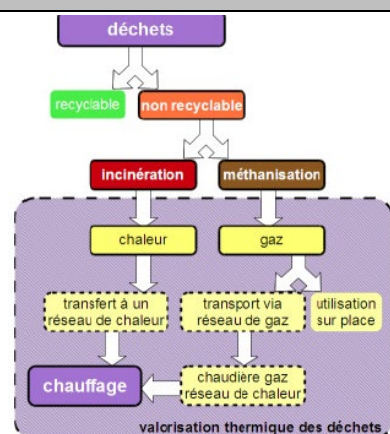 déchets
recyclable
non recyclable
incinération
méthanisation
chaleur
gaz
transfert à un
réseau de chaleur
transport via
réseau de gaz
utilisation
sur place
chauffage
chaudière gaz
réseau de chaleur
valorisation thermique des déchets